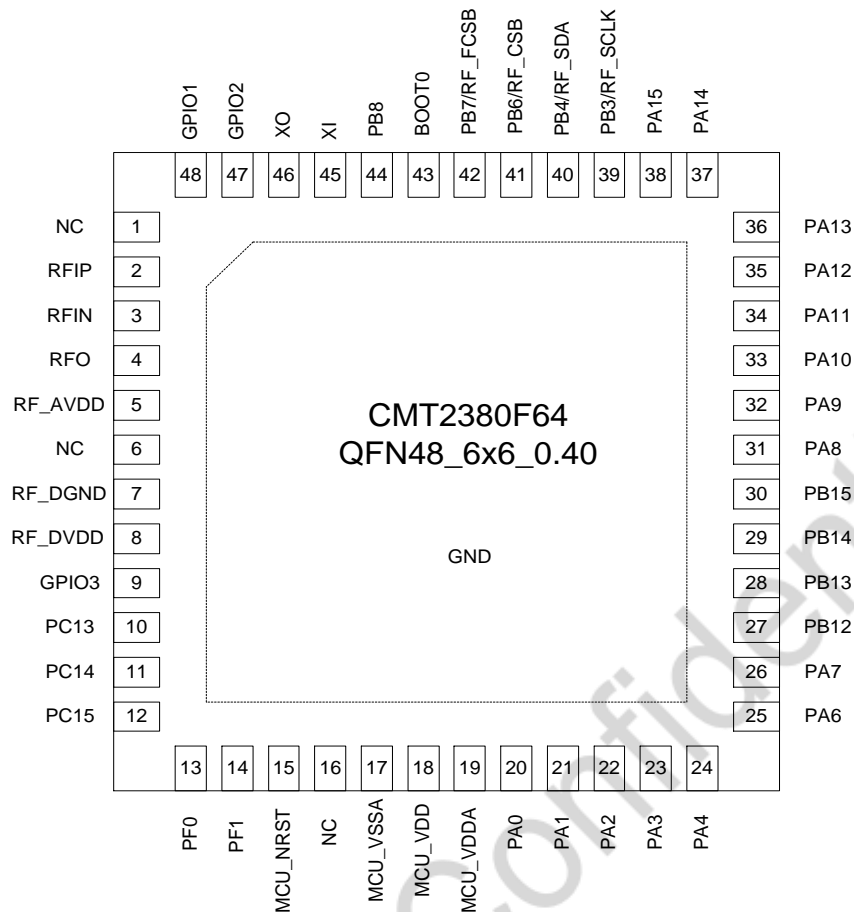 GPIO1
GPIO2
XO
XI
PB8
BOOT0
PB7/RF_FCSB
PB6/RF_CSB
PB4/RF_SDA
PB3/RF_SCLK
PA15
PA14
48 47 46 45 44 43 42 41 40 39 38 37
NC 1 36 PA13
RFIP 2 35 PA12
RFIN 3 34 PA11
RFO 4 33 PA10
RF_AVDD 5 32 PA9
NC 6 31 PA8
RF_DGND 7 30 PB15
RF_DVDD 8 29 PB14
GPIO3 9 28 PB13
PC13 10 27 PB12
PC14 11 26 PA7
PC15 12 25 PA6
CMT2380F64
QFN48_6x6_0.40
GND
13 14 15 16 17 18 19 20 21 22 23 24
PF0
PF1
MCU_NRST
NC
MCU_VSSA
MCU_VDD
MCU_VDDA
PA0
PA1
PA2
PA3
PA4
Confident